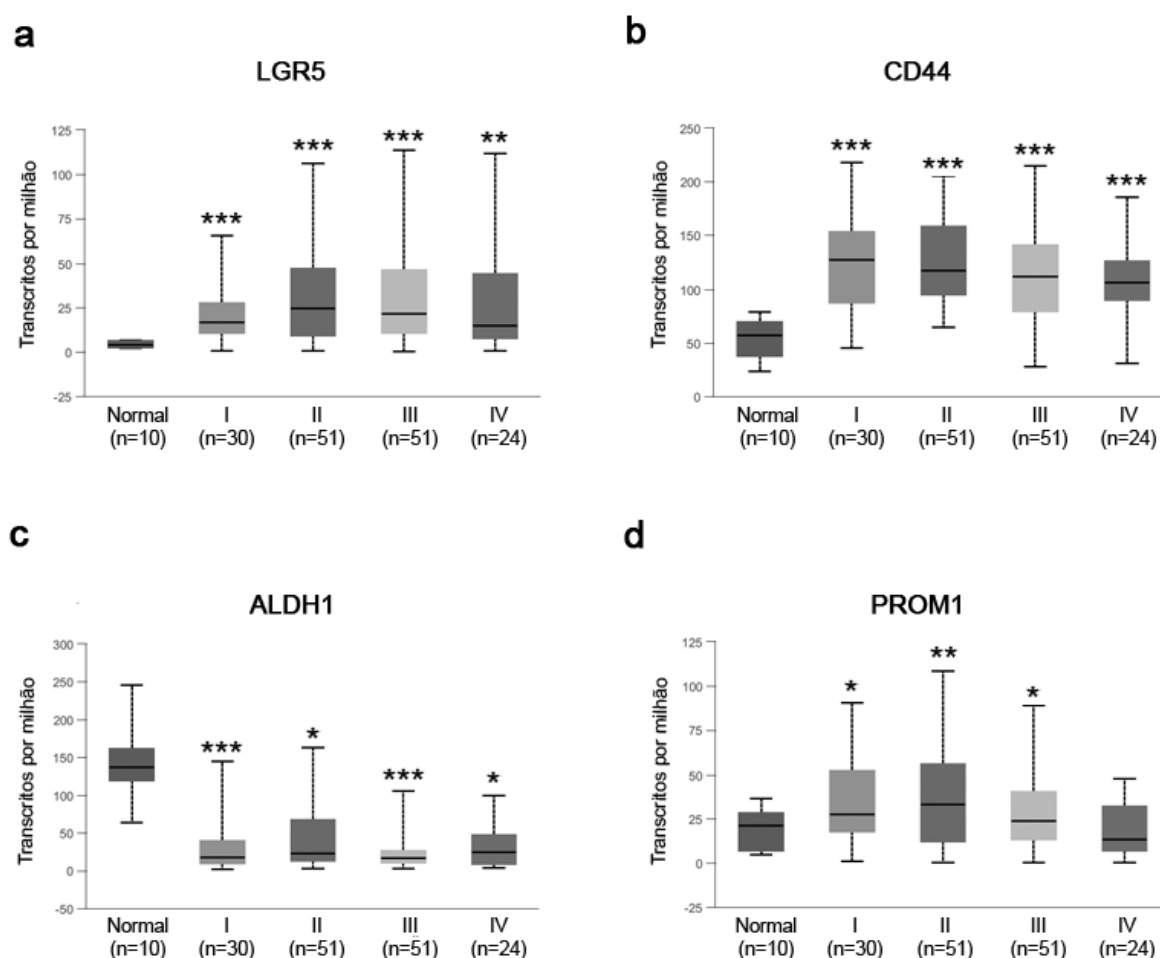 a
LGR5
Transcritos por milhão
125
100
75
50
25
0
-25
***
***
***
**
Normal I II III IV
(n=10) (n=30) (n=51) (n=51) (n=24)
b
CD44
Transcritos por milhão
250
200
150
100
50
0
***
***
***
***
Normal I II III IV
(n=10) (n=30) (n=51) (n=51) (n=24)
c
ALDH1
Transcritos por milhão
300
250
200
150
100
50
0
-50
***
*
***
*
Normal I II III IV
(n=10) (n=30) (n=51) (n=51) (n=24)
d
PROM1
Transcritos por milhão
125
100
75
50
25
0
-25
*
**
*
Normal I II III IV
(n=10) (n=30) (n=51) (n=51) (n=24)